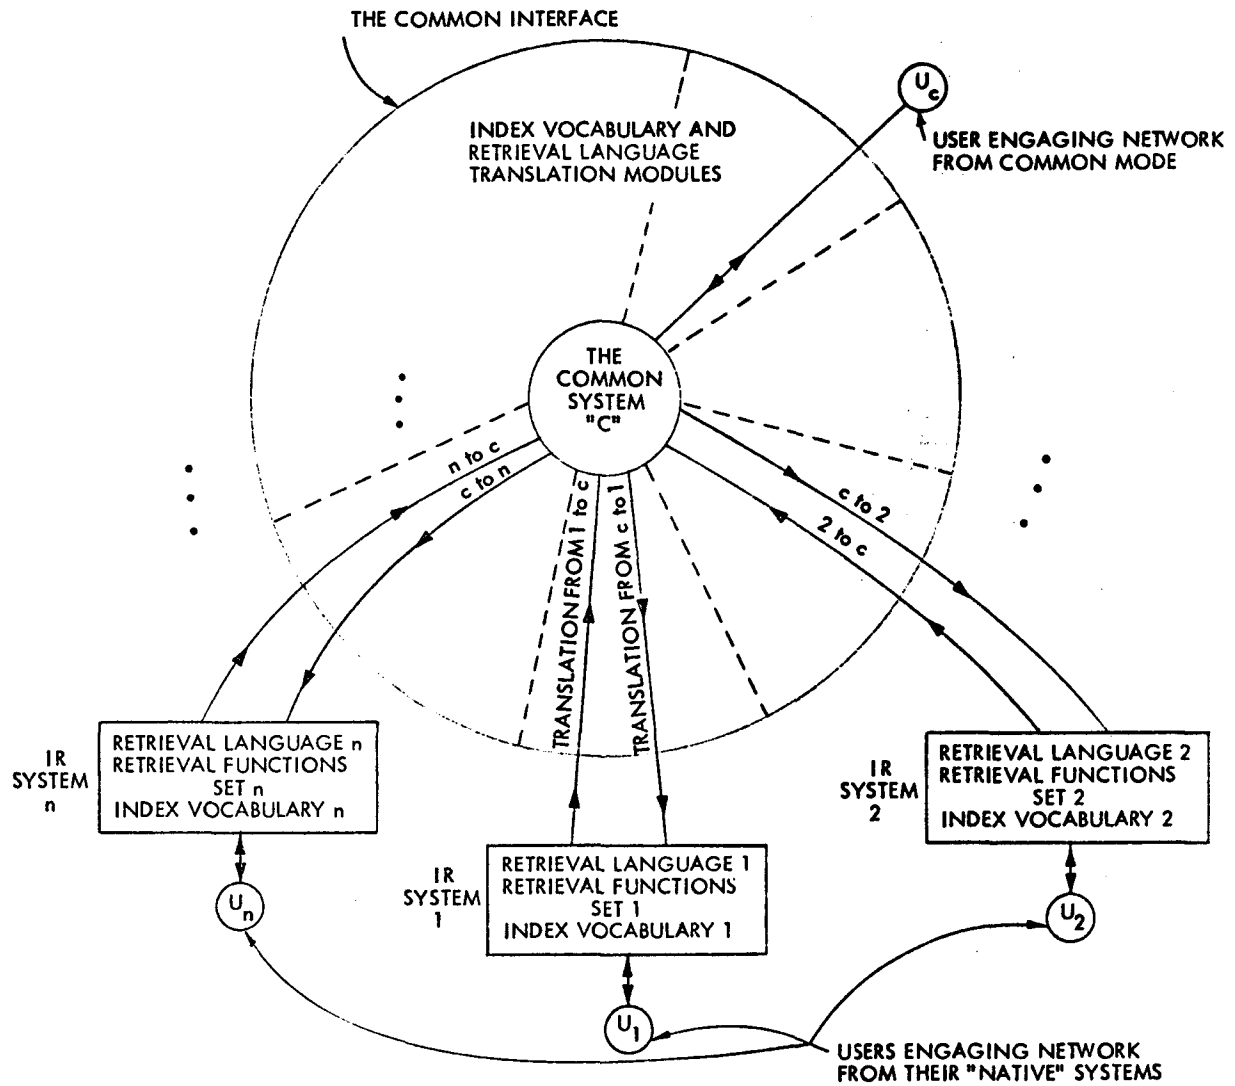 THE COMMON INTERFACE
INDEX VOCABULARY AND
RETRIEVAL LANGUAGE
TRANSLATION MODULES
Uc
USER ENGAGING NETWORK
FROM COMMON MODE
THE
COMMON
SYSTEM
"C"
n to c
c to n
TRANSLATION FROM 1 to c
TRANSLATION FROM c to 1
c to 2
2 to c
IR
SYSTEM
n
RETRIEVAL LANGUAGE n
RETRIEVAL FUNCTIONS
SET n
INDEX VOCABULARY n
Un
IR
SYSTEM
1
RETRIEVAL LANGUAGE 1
RETRIEVAL FUNCTIONS
SET 1
INDEX VOCABULARY 1
U1
IR
SYSTEM
2
RETRIEVAL LANGUAGE 2
RETRIEVAL FUNCTIONS
SET 2
INDEX VOCABULARY 2
U2
USERS ENGAGING NETWORK
FROM THEIR "NATIVE" SYSTEMS